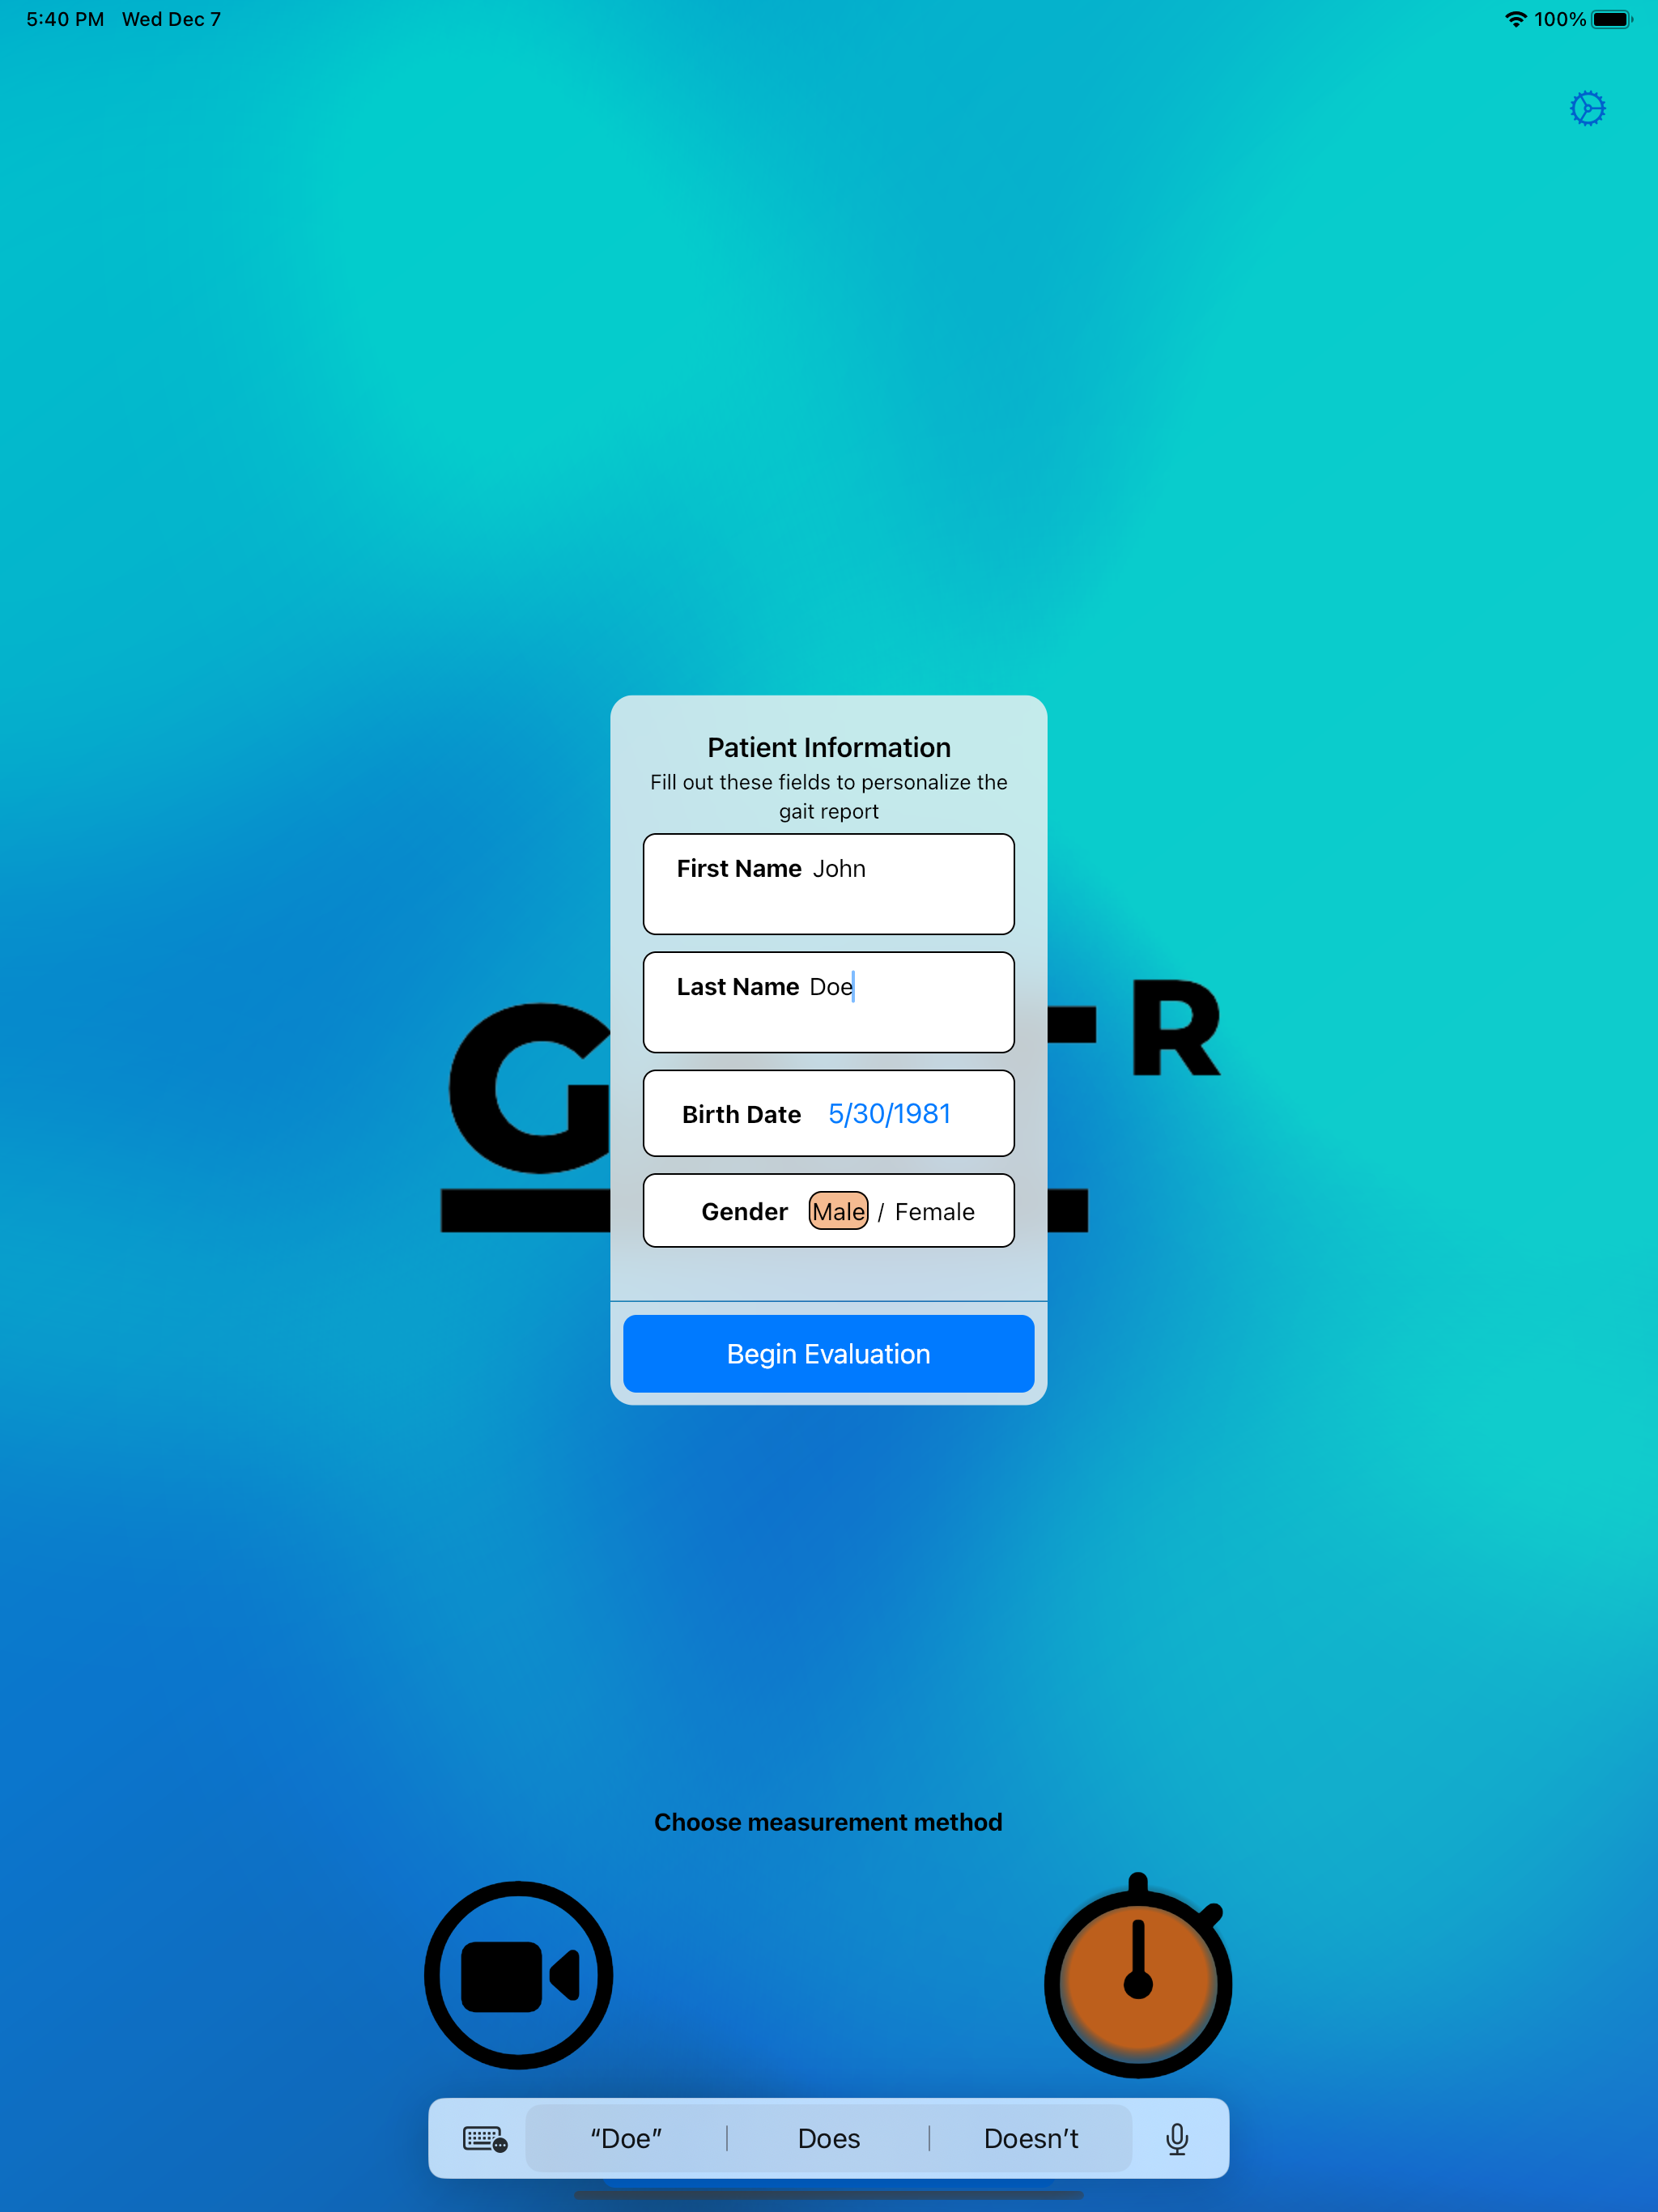 5:40 PM Wed Dec 7
100%
Patient Information
Fill out these fields to personalize the
gait report
First Name John
Last Name Doe
G
R
Birth Date 5/30/1981
Gender Male / Female
Begin Evaluation
Choose measurement method
“Doe”
Does
Doesn’t